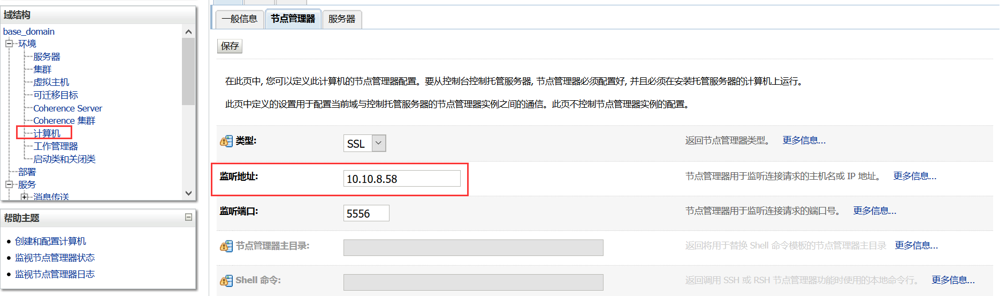 域结构
base_domain
环境
服务器
集群
虚拟主机
可迁移目标
Coherence Server
Coherence 集群
计算机
工作管理器
启动类和关闭类
部署
服务
消息传送
帮助主题
创建和配置计算机
监视节点管理器状态
监视节点管理器日志
一般信息 节点管理器 服务器
保存
在此页中, 您可以定义此计算机的节点管理器配置。要从控制台控制托管服务器, 节点管理器必须配置好, 并且必须在安装托管服务器的计算机上运行。
此页中定义的设置用于配置当前域与控制托管服务器的节点管理器实例之间的通信。此页不控制节点管理器实例的配置。
类型: SSL 返回节点管理器类型。 更多信息...
监听地址: 10.10.8.58 节点管理器用于监听连接请求的主机名或 IP 地址。 更多信息...
监听端口: 5556 节点管理器用于监听连接请求的端口号。 更多信息...
节点管理器主目录: 返回将用于替换 Shell 命令模板的节点管理器主目录 更多信息...
Shell 命令: 返回调用 SSH 或 RSH 节点管理器功能时使用的本地命令行。 更多信息...